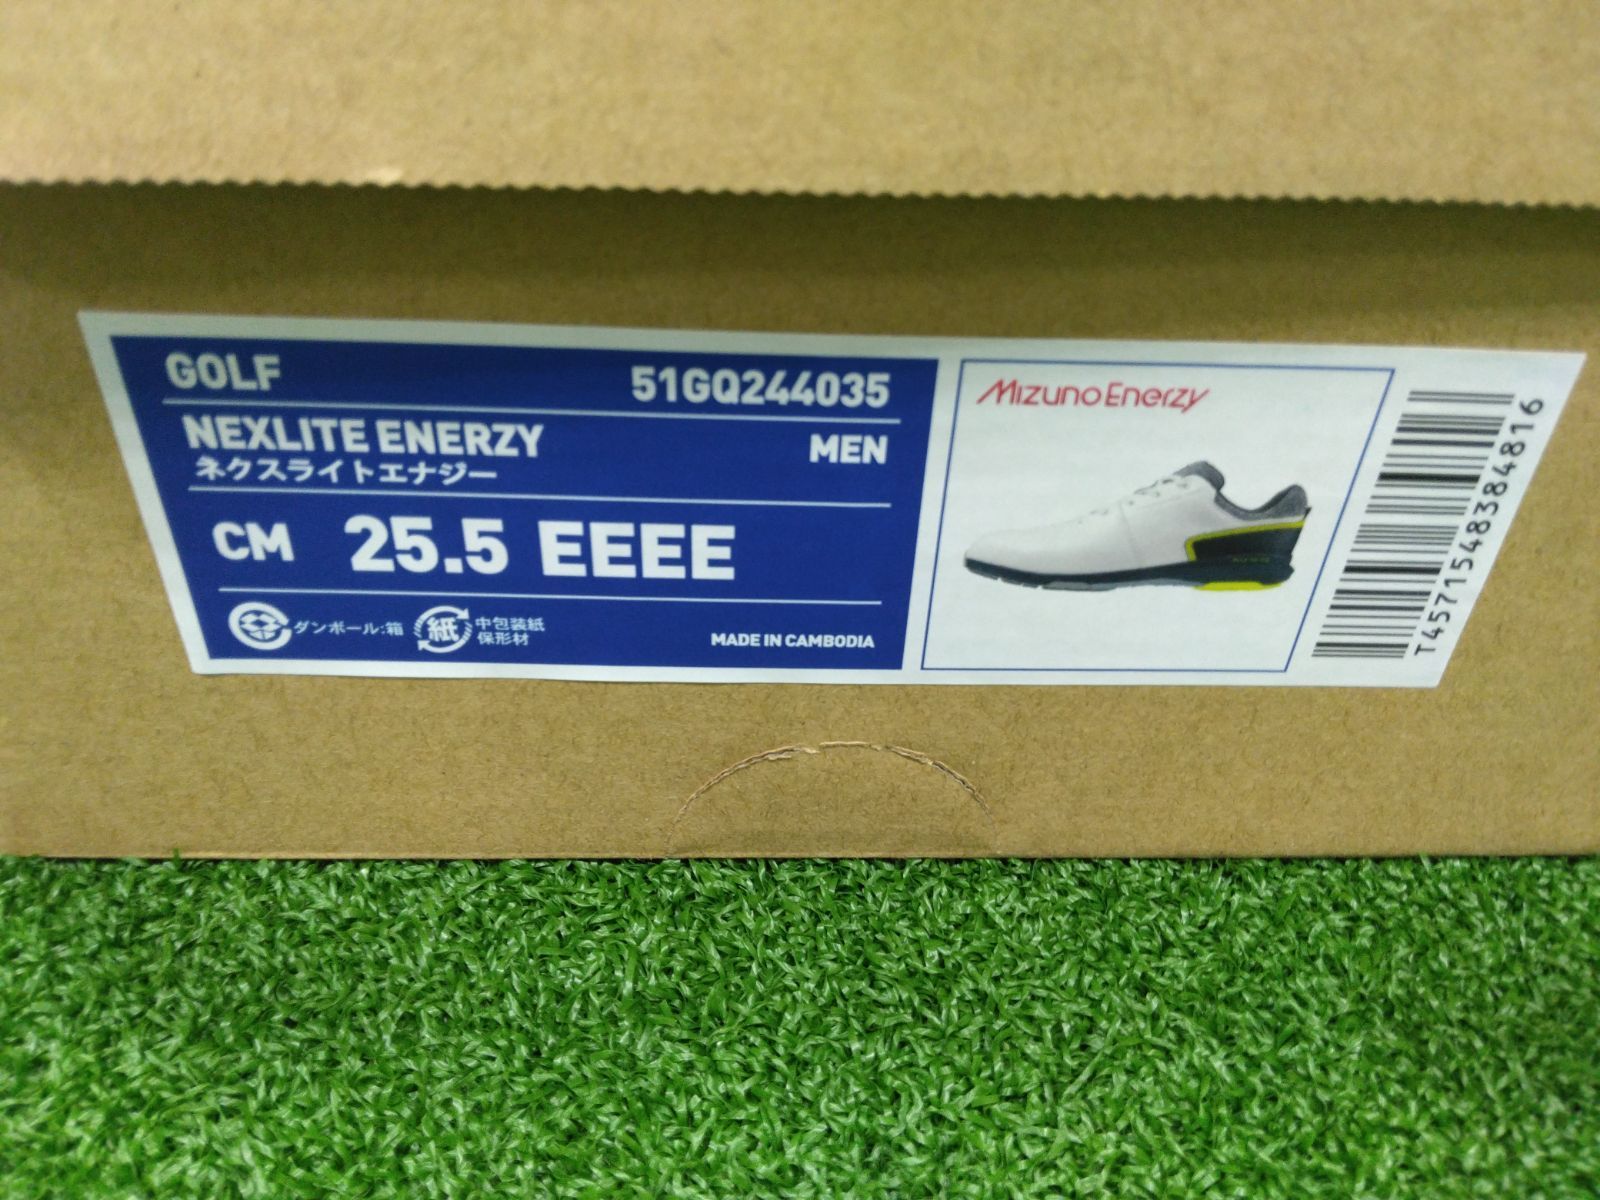 GOLF 51GQ244035
NEXLITE ENERZY MEN
ネクスライトエナジー
CM 25.5 EEEE
ダンボール:箱
紙
中包装紙
保形材
MADE IN CAMBODIA
MIZUNO ENERZY
T4571548384816